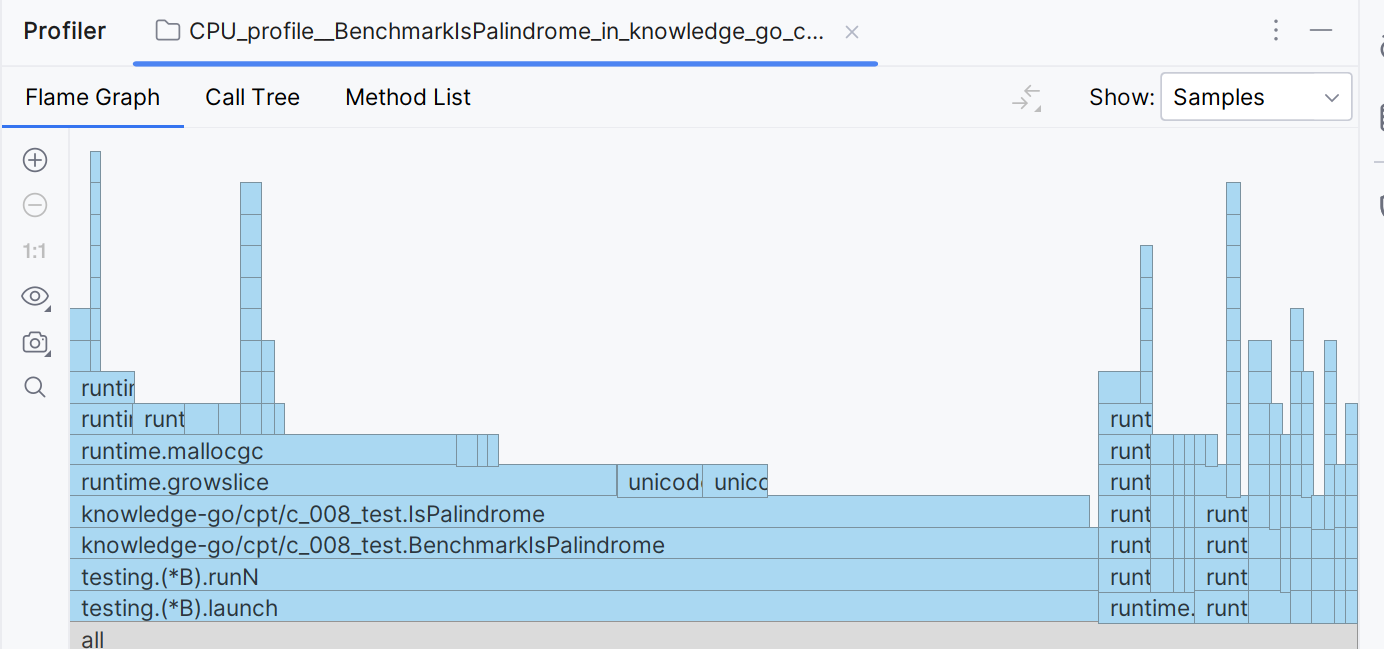 Profiler CPU_profile__BenchmarkIsPalindrome_in_knowledge_go_c...
Flame Graph Call Tree Method List Show: Samples
1:1
runtir
runtir runt runt
runtime.mallocgc runt
runtime.growslice unicod unicc runt
knowledge-go/cpt/c_008_test.IsPalindrome runt runt
knowledge-go/cpt/c_008_test.BenchmarkIsPalindrome runt runt
testing.(*B).runN runt runt
testing.(*B).launch runtime. runt
all